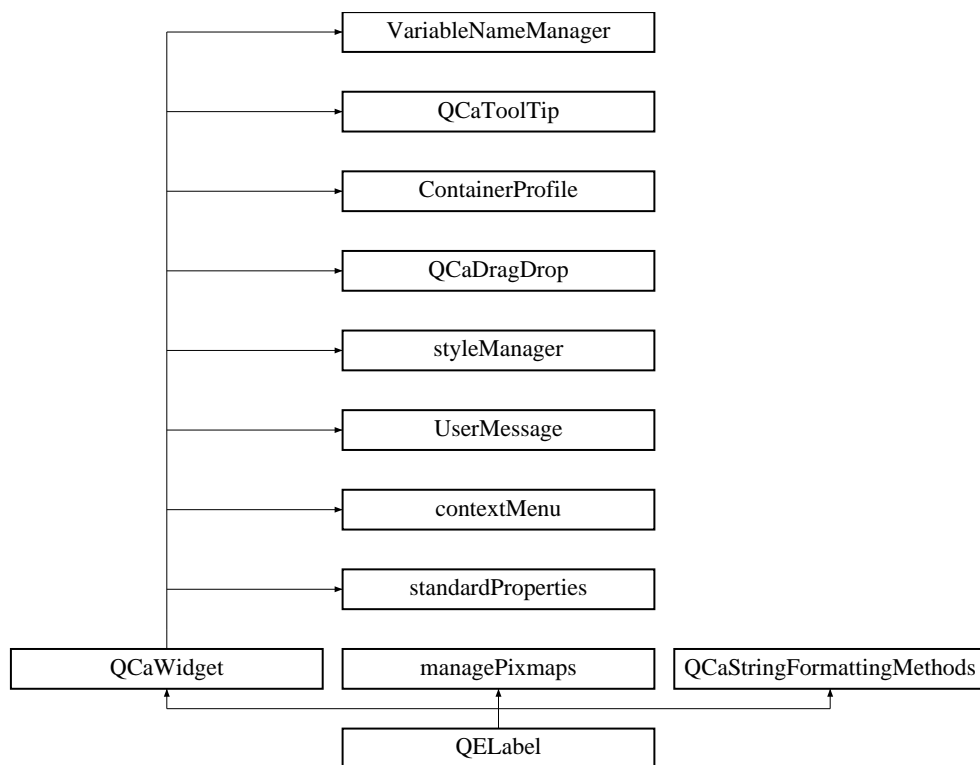 VariableNameManager
QCaToolTip
ContainerProfile
QCaDragDrop
styleManager
UserMessage
contextMenu
standardProperties
QCaWidget
managePixmaps
QCaStringFormattingMethods
QELabel